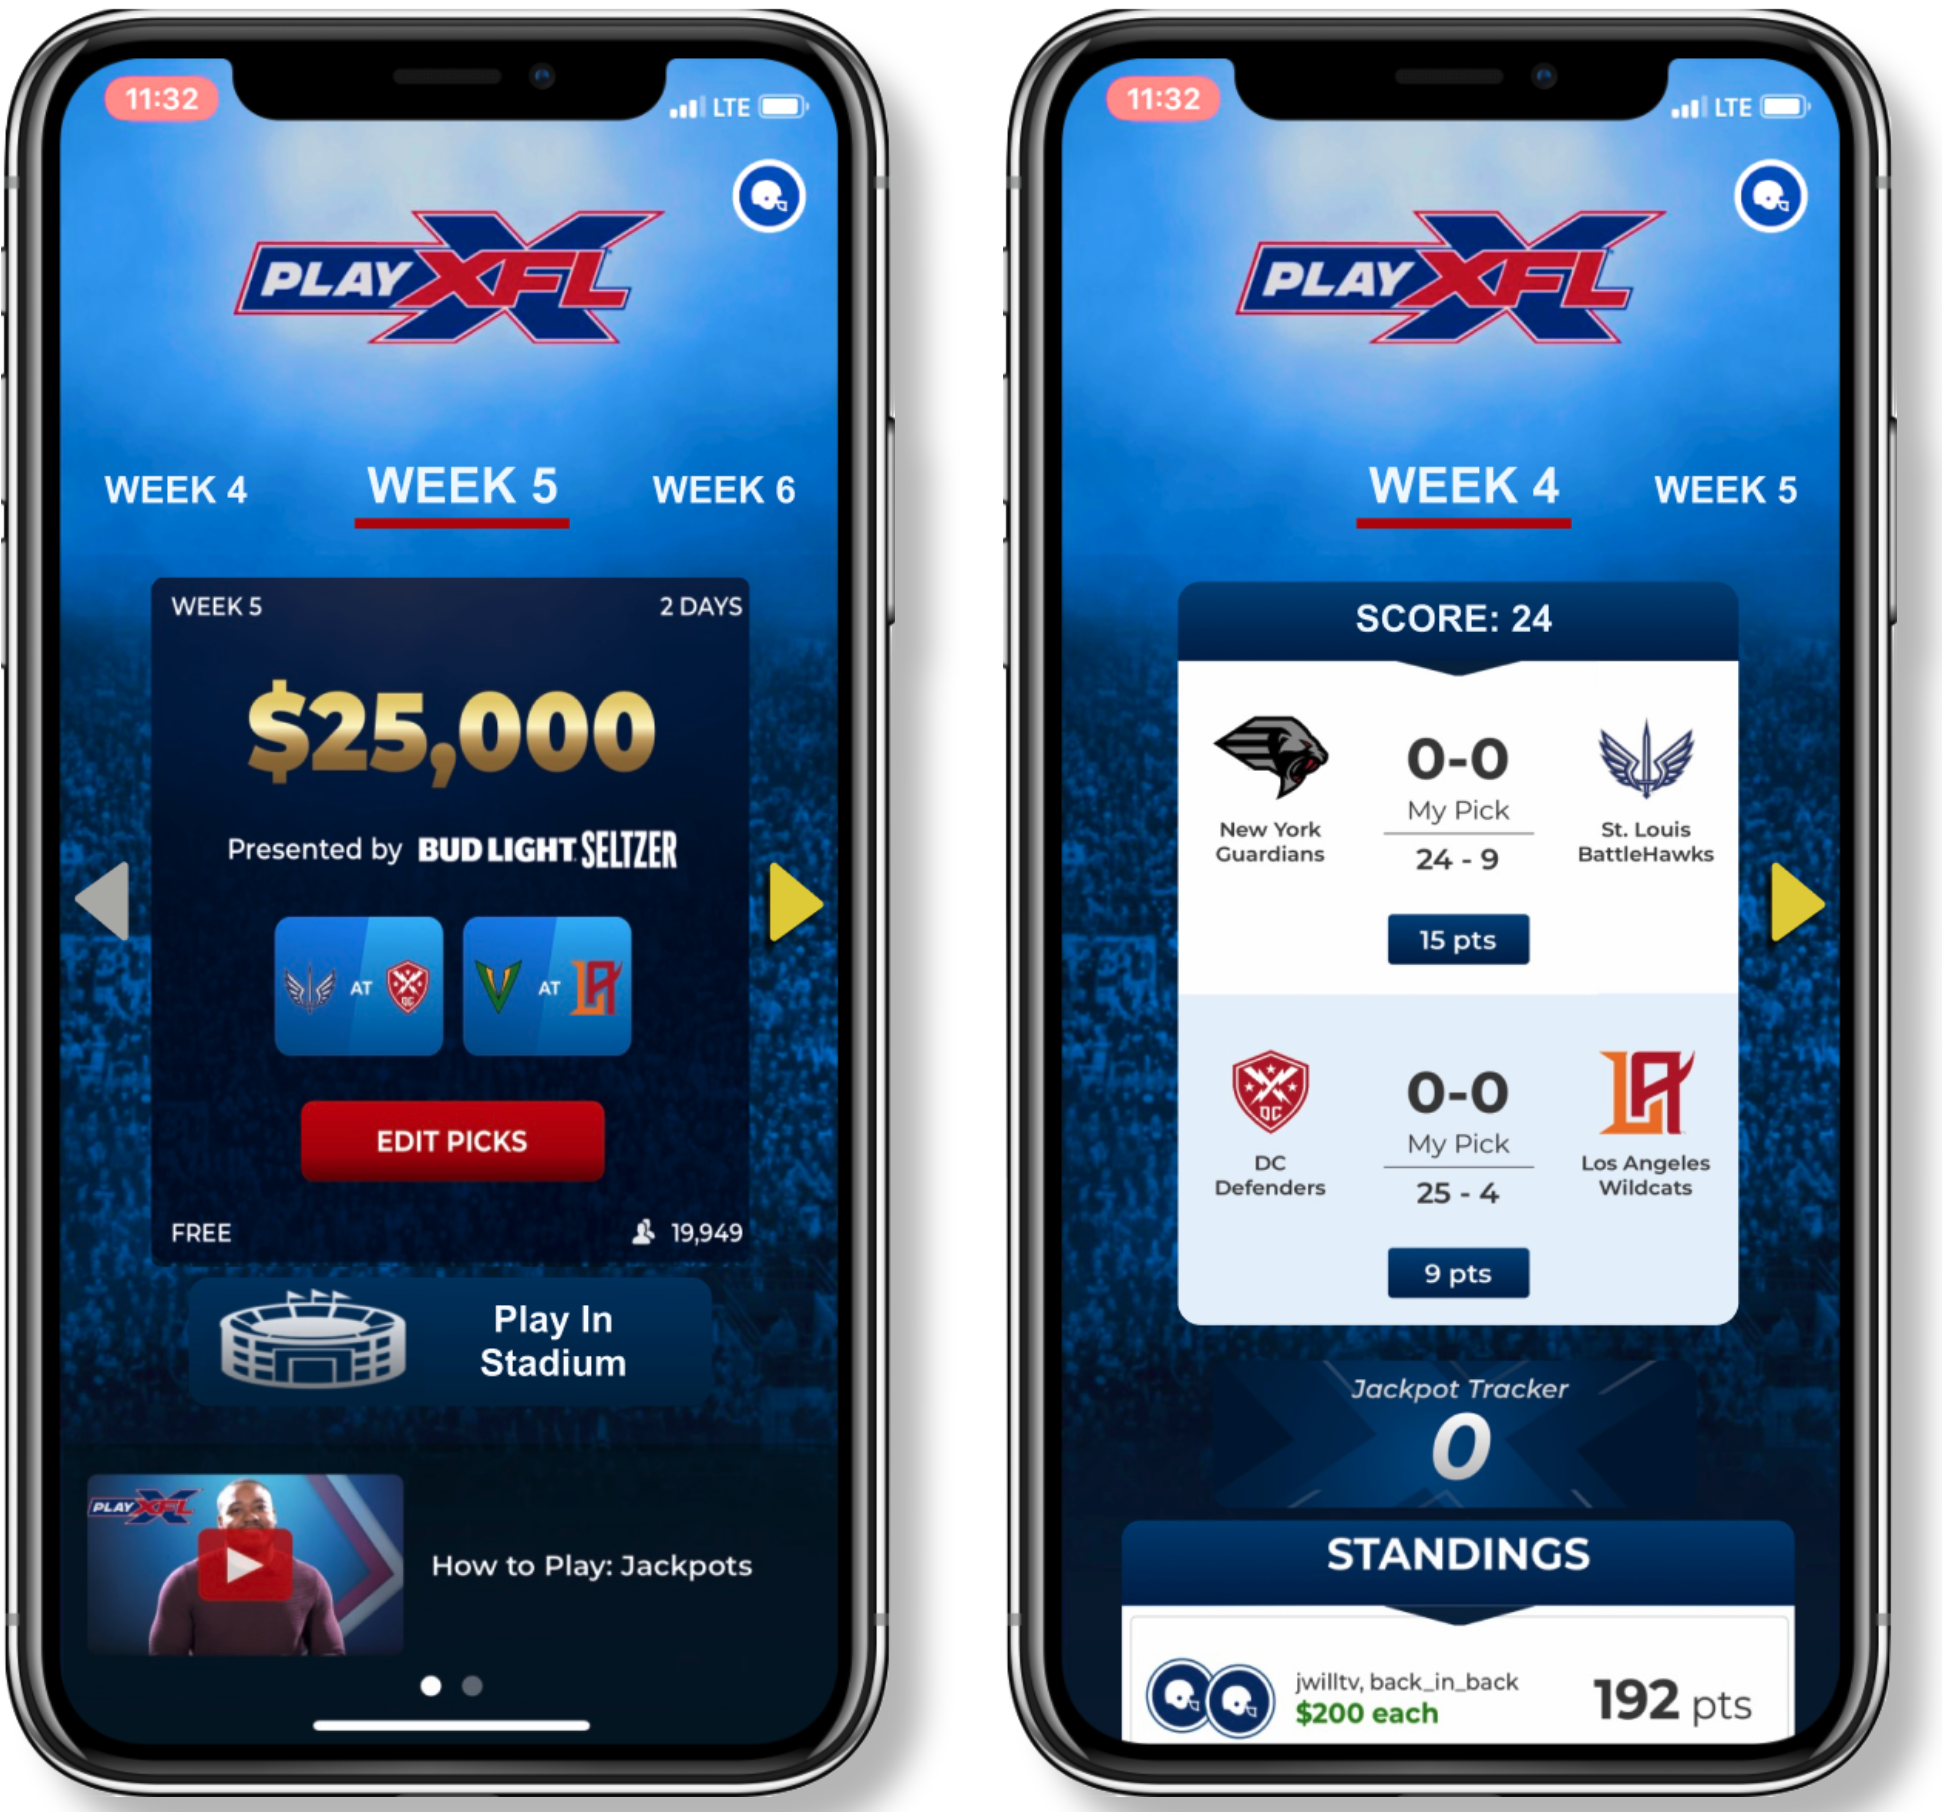 11:32
LTE
PLAY XFL
WEEK 4
WEEK 5
WEEK 6
WEEK 5
2 DAYS
$25,000
Presented by BUD LIGHT SELTZER
AT
DC
AT
LA
EDIT PICKS
FREE
19,949
Play In
Stadium
PLAY XFL
How to Play: Jackpots
11:32
LTE
PLAY XFL
WEEK 4
WEEK 5
SCORE: 24
0-0
My Pick
24 - 9
New York
Guardians
St. Louis
BattleHawks
15 pts
DC
LA
0-0
My Pick
25 - 4
DC
Defenders
Los Angeles
Wildcats
9 pts
Jackpot Tracker
0
STANDINGS
jwilltv, back_in_back
$200 each
192 pts